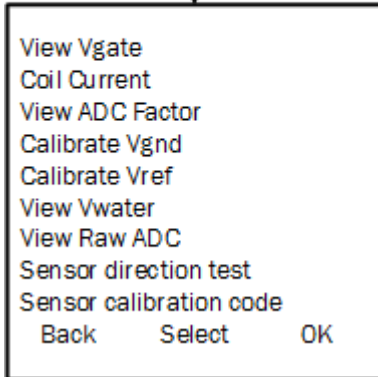 View Vgate
Coil Current
View ADC Factor
Calibrate Vgnd
Calibrate Vref
View Vwater
View Raw ADC
Sensor direction test
Sensor calibration code
Back Select OK